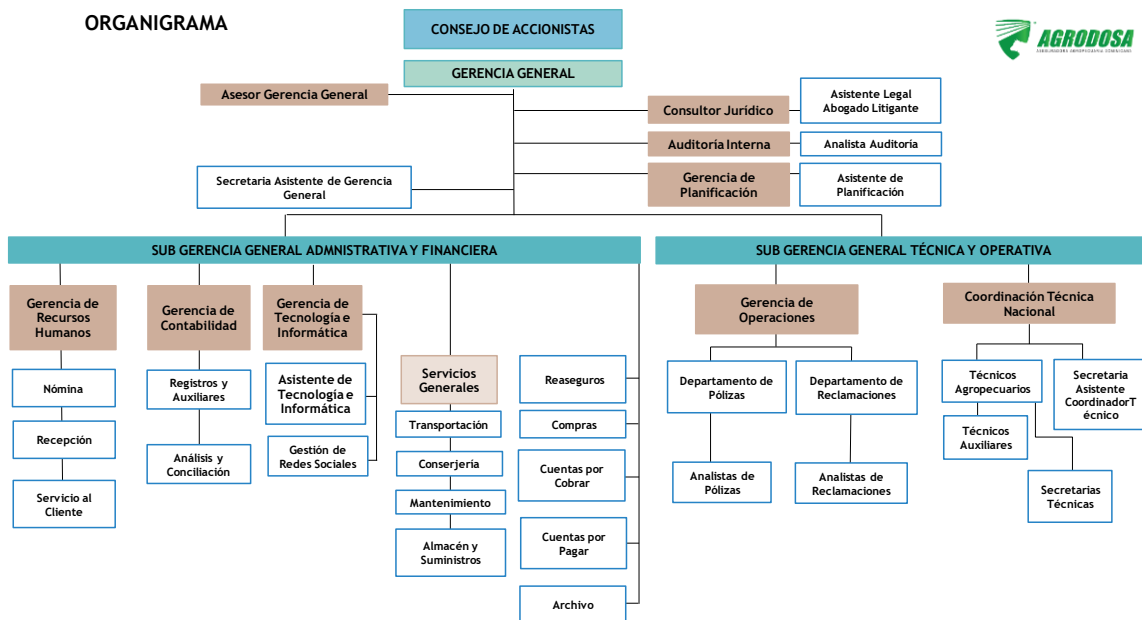 ORGANIGRAMA
CONSEJO DE ACCIONISTAS
AGRODOSA
GERENCIA GENERAL
Asesor Gerencia General
Consultor Jurídico
Asistente Legal
Abogado Litigante
Auditoría Interna
Analista Auditoría
Secretaria Asistente de Gerencia
General
Gerencia de
Planificación
Asistente de
Planificación
SUB GERENCIA GENERAL ADMNISTRATIVA Y FINANCIERA
SUB GERENCIA GENERAL TÉCNICA Y OPERATIVA
Gerencia de
Recursos
Humanos
Gerencia de
Contabilidad
Gerencia de
Tecnología e
Informática
Gerencia de
Operaciones
Coordinación Técnica
Nacional
Nómina
Recepción
Servicio al
Cliente
Registros y
Auxiliares
Análisis y
Conciliación
Asistente de
Tecnología e
Informática
Gestión de
Redes Sociales
Servicios
Generales
Transportación
Conserjería
Mantenimiento
Almacén y
Suministros
Reaseguros
Compras
Cuentas por
Cobrar
Cuentas por
Pagar
Archivo
Departamento de
Pólizas
Analistas de
Pólizas
Departamento de
Reclamaciones
Analistas de
Reclamaciones
Técnicos
Agropecuarios
Técnicos
Auxiliares
Secretarias
Técnicas
Secretaria
Asistente
CoordinadorT
écnico